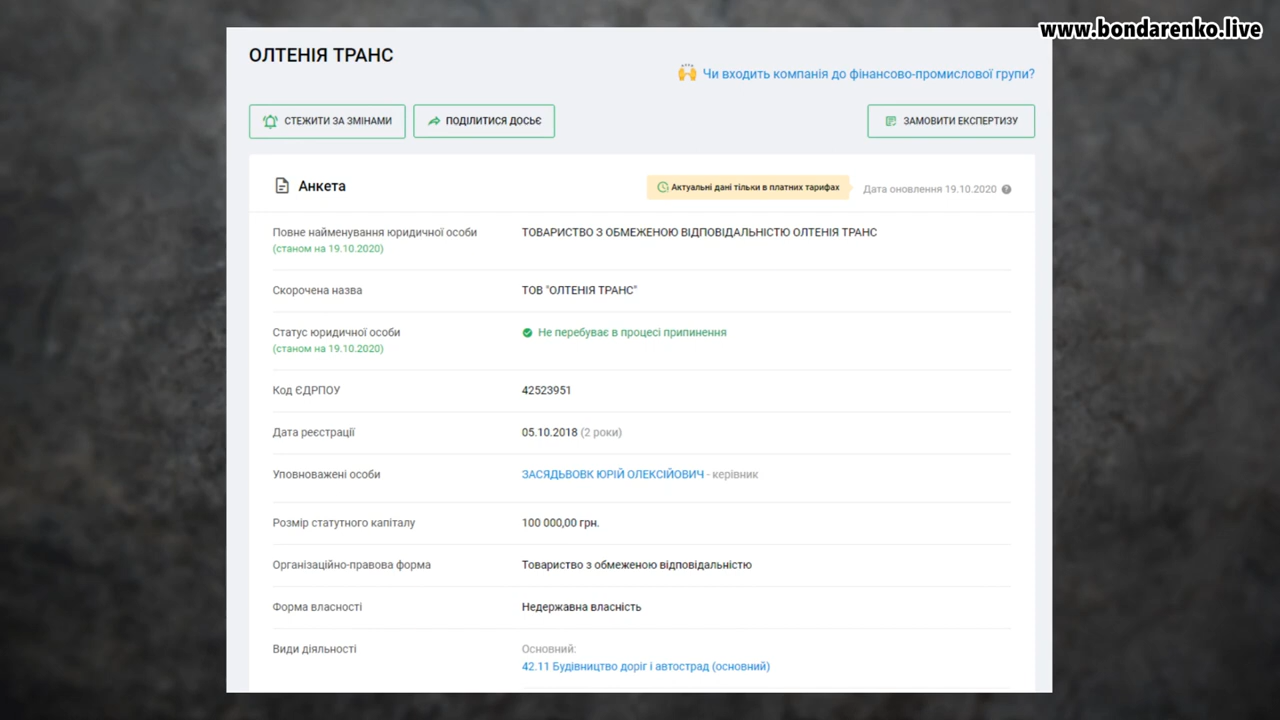 www.bondarenko.live
ОЛТЕНІЯ ТРАНС
Чи входить компанія до фінансово-промислової групи?
СТЕЖИТИ ЗА ЗМІНАМИ
ПОДІЛИТИСЯ ДОСЬЄ
ЗАМОВИТИ ЕКСПЕРТИЗУ
Анкета
Актуальні дані тільки в платних тарифах
Дата оновлення 19.10.2020 ?
Повне найменування юридичної особи
(станом на 19.10.2020)
ТОВАРИСТВО З ОБМЕЖЕНОЮ ВІДПОВІДАЛЬНІСТЮ ОЛТЕНІЯ ТРАНС
Скорочена назва
ТОВ "ОЛТЕНІЯ ТРАНС"
Статус юридичної особи
(станом на 19.10.2020)
Не перебуває в процесі припинення
Код ЄДРПОУ
42523951
Дата реєстрації
05.10.2018 (2 роки)
Уповноважені особи
ЗАСЯДЬВОВК ЮРІЙ ОЛЕКСІЙОВИЧ - керівник
Розмір статутного капіталу
100 000,00 грн.
Організаційно-правова форма
Товариство з обмеженою відповідальністю
Форма власності
Недержавна власність
Види діяльності
Основний:
42.11 Будівництво доріг і автострад (основний)